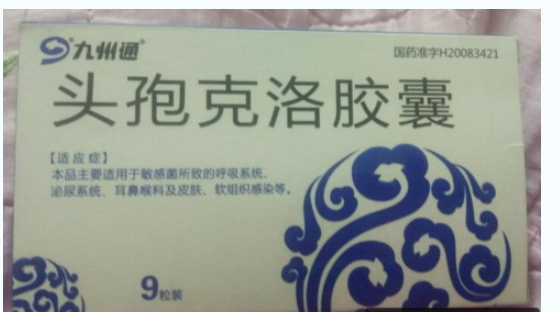 九州通
国药准字H20083421
头孢克洛胶囊
【适应症】
本品主要适用于敏感菌所致的呼吸系统、
泌尿系统、耳鼻喉科及皮肤、软组织感染等。
9粒装